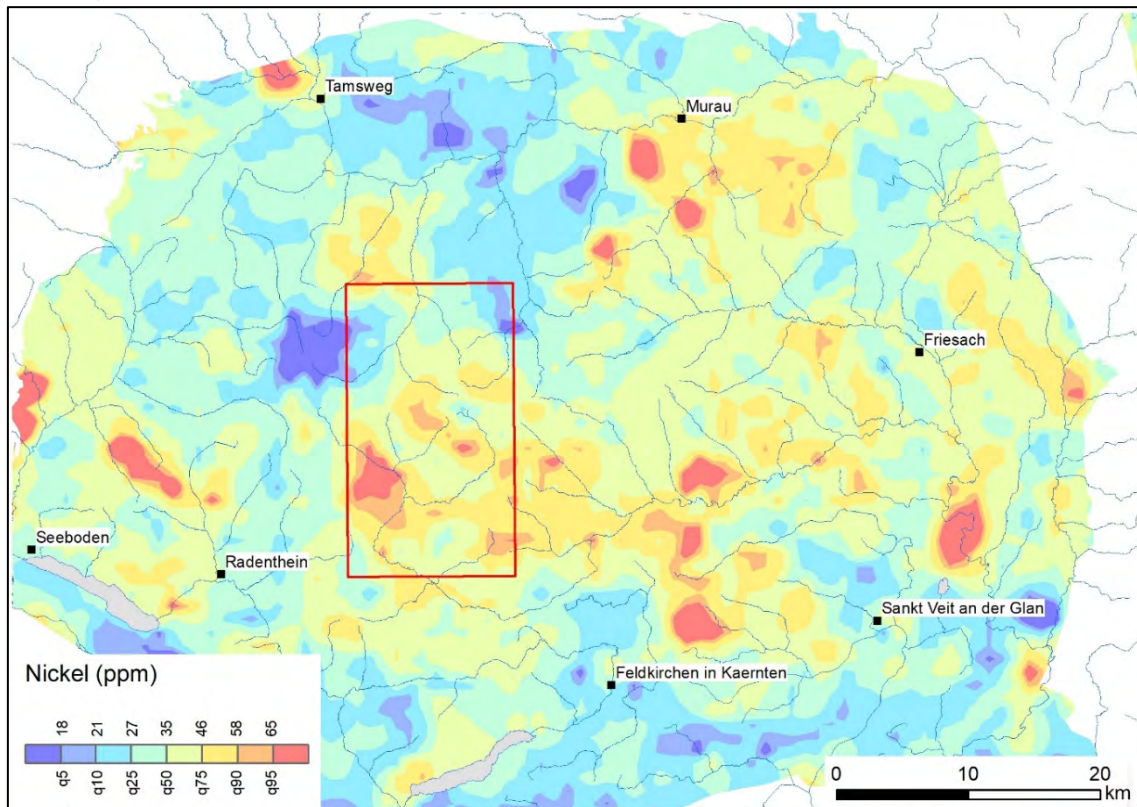 Tamsweg
Murau
Friesach
Seeboden
Radenthein
Sankt Veit an der Glan
Feldkirchen in Kaernten
Nickel (ppm)
18 21 27 35 46 58 65
q5 q10 q25 q50 q75 q90 q95
0 10 20
km